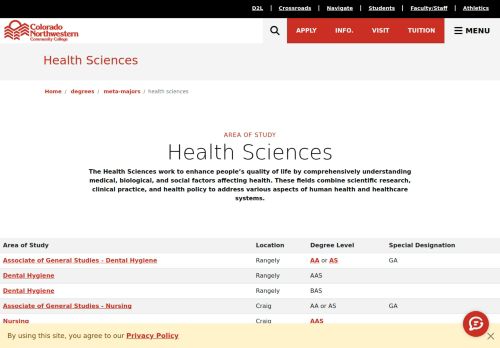 D2L | Crossroads | Navigate | Students | Faculty/Staff | Athletics
Colorado
Northwestern
Community College
APPLY INFO. VISIT TUITION MENU
Health Sciences
Home / degrees / meta-majors / health sciences
AREA OF STUDY
Health Sciences
The Health Sciences work to enhance people's quality of life by comprehensively understanding
medical, biological, and social factors affecting health. These fields combine scientific research,
clinical practice, and health policy to address various aspects of human health and healthcare
systems.
Area of Study Location Degree Level Special Designation
Associate of General Studies - Dental Hygiene Rangely AA or AS GA
Dental Hygiene Rangely AAS
Dental Hygiene Rangely BAS
Associate of General Studies - Nursing Craig AA or AS GA
Nursing Craig AAS
By using this site, you agree to our Privacy Policy